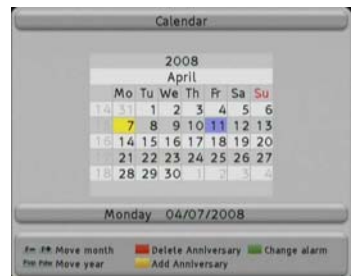 Calendar
2008
April
Mo Tu We Th Fr Sa Su
14 31 1 2 3 4 5 6
7 8 9 10 11 12 13
16 14 15 16 17 18 19 20
21 22 23 24 25 26 27
18 28 29 30 1 2 3 4
Monday 04/07/2008
Move month Delete Anniversary Change alarm
Move year Add Anniversary